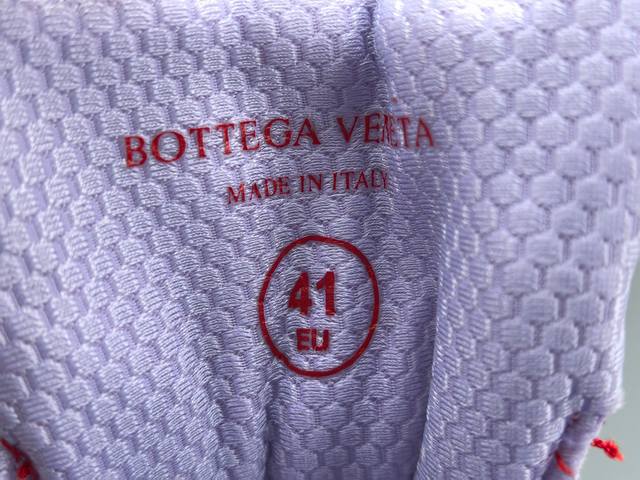 BOTTEGA VENETA
MADE IN ITALY
41
EU